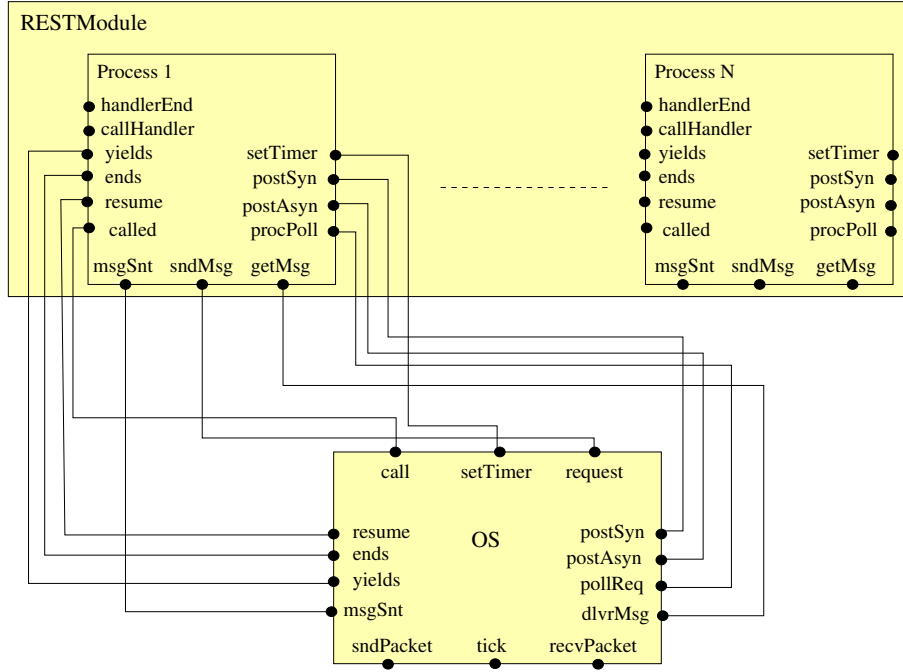 RESTModule
Process 1
handlerEnd
callHandler
yields
ends
resume
called
setTimer
postSyn
postAsyn
procPoll
msgSnt sndMsg getMsg
Process N
handlerEnd
callHandler
yields
ends
resume
called
setTimer
postSyn
postAsyn
procPoll
msgSnt sndMsg getMsg
call setTimer request
OS
resume
ends
yields
msgSnt
postSyn
postAsyn
pollReq
dlvrMsg
sndPacket tick recvPacket